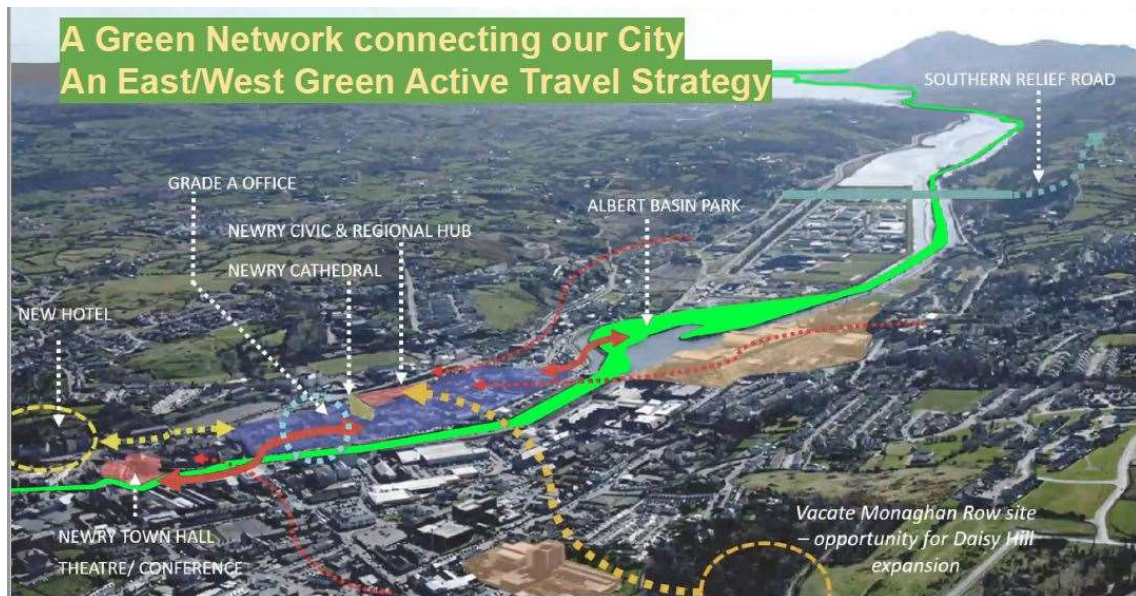 A Green Network connecting our City
An East/West Green Active Travel Strategy
SOUTHERN RELIEF ROAD
GRADE A OFFICE
ALBERT BASIN PARK
NEWRY CIVIC & REGIONAL HUB
NEWRY CATHEDRAL
NEW HOTEL
NEWRY TOWN HALL
THEATRE/ CONFERENCE
Vacate Monaghan Row site
– opportunity for Daisy Hill
expansion